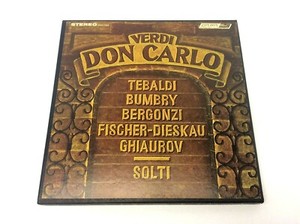 STEREO
VERDI
DON CARLO
TEBALDI
BUMBRY
BERGONZI
FISCHER-DIESKAU
GHIAUROV
SOLTI